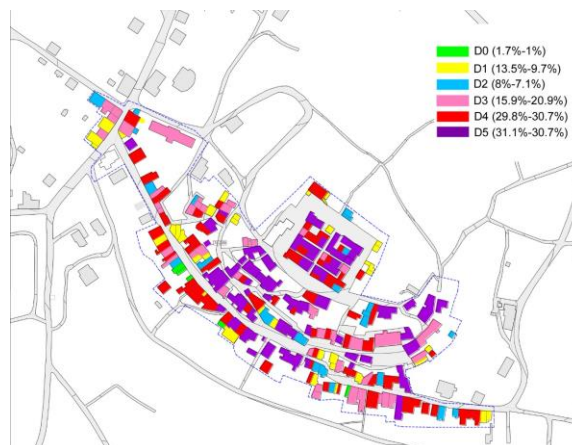 D0 (1.7%-1%)
D1 (13.5%-9.7%)
D2 (8%-7.1%)
D3 (15.9%-20.9%)
D4 (29.8%-30.7%)
D5 (31.1%-30.7%)